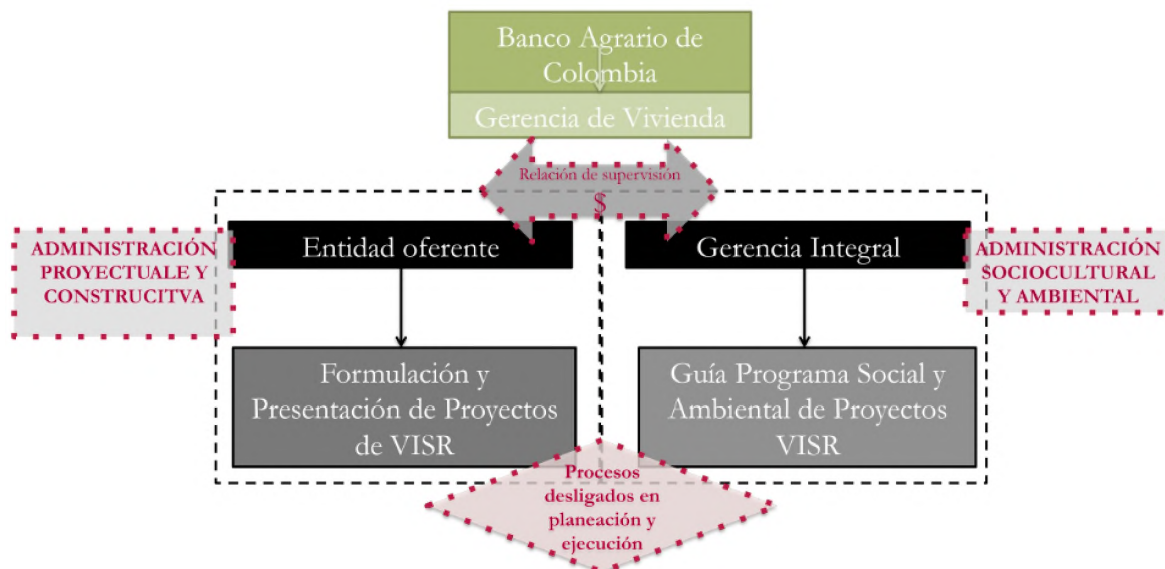 Banco Agrario de
Colombia
Gerencia de Vivienda
Relación de supervisión
$
ADMINISTRACIÓN
PROYECTUALE Y
CONSTRUCITVA
Entidad oferente
Gerencia Integral
ADMINISTRACIÓN
SOCIOCULTURAL
Y AMBIENTAL
Formulación y
Presentación de Proyectos
de VISR
Guía Programa Social y
Ambiental de Proyectos
VISR
Procesos
desligados en
planeación y
ejecución